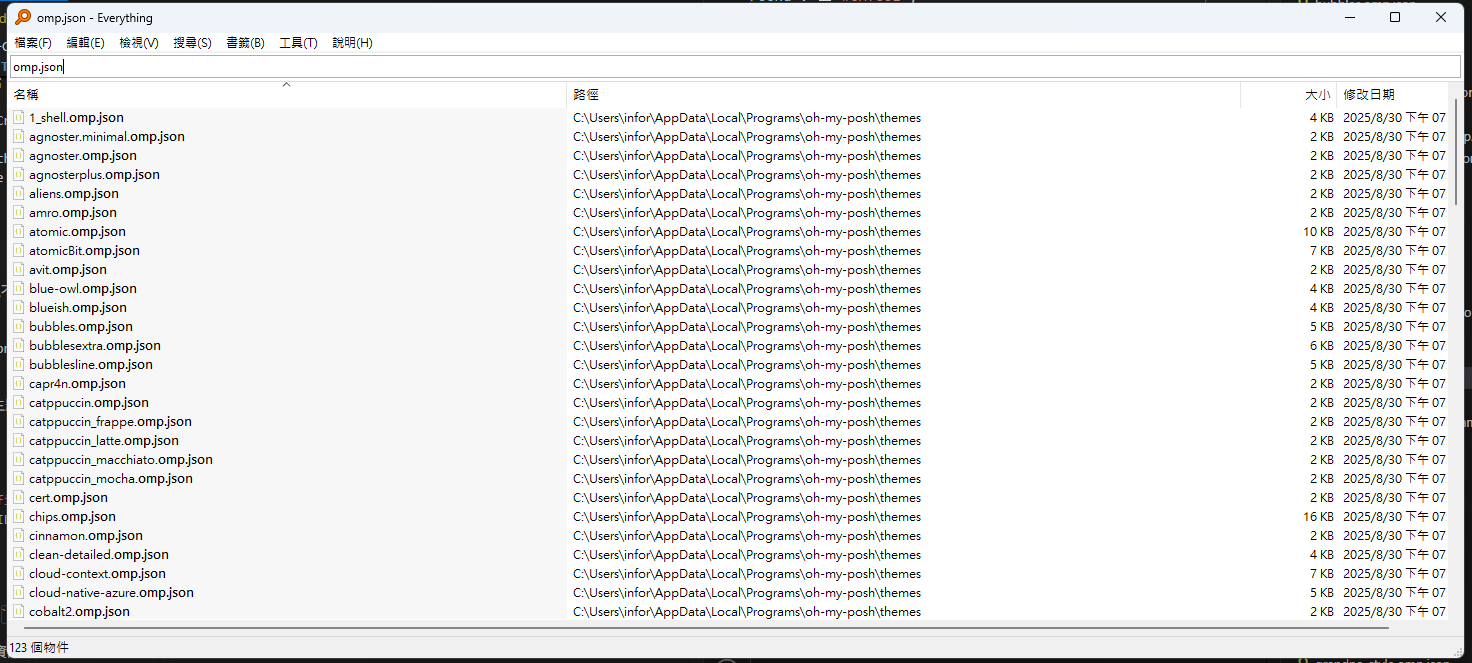 omp.json - Everything
檔案(F) 編輯(E) 檢視(V) 搜尋(S) 書籤(B) 工具(T) 說明(H)
omp.json
名稱 路徑 大小 修改日期
1_shell.omp.json C:\Users\infor\AppData\Local\Programs\oh-my-posh\themes 4 KB 2025/8/30 下午 07
agnoster.minimal.omp.json C:\Users\infor\AppData\Local\Programs\oh-my-posh\themes 2 KB 2025/8/30 下午 07
agnoster.omp.json C:\Users\infor\AppData\Local\Programs\oh-my-posh\themes 2 KB 2025/8/30 下午 07
agnosterplus.omp.json C:\Users\infor\AppData\Local\Programs\oh-my-posh\themes 2 KB 2025/8/30 下午 07
aliens.omp.json C:\Users\infor\AppData\Local\Programs\oh-my-posh\themes 2 KB 2025/8/30 下午 07
amro.omp.json C:\Users\infor\AppData\Local\Programs\oh-my-posh\themes 2 KB 2025/8/30 下午 07
atomic.omp.json C:\Users\infor\AppData\Local\Programs\oh-my-posh\themes 10 KB 2025/8/30 下午 07
atomicBit.omp.json C:\Users\infor\AppData\Local\Programs\oh-my-posh\themes 7 KB 2025/8/30 下午 07
avit.omp.json C:\Users\infor\AppData\Local\Programs\oh-my-posh\themes 2 KB 2025/8/30 下午 07
blue-owl.omp.json C:\Users\infor\AppData\Local\Programs\oh-my-posh\themes 4 KB 2025/8/30 下午 07
blueish.omp.json C:\Users\infor\AppData\Local\Programs\oh-my-posh\themes 4 KB 2025/8/30 下午 07
bubbles.omp.json C:\Users\infor\AppData\Local\Programs\oh-my-posh\themes 5 KB 2025/8/30 下午 07
bubblesextra.omp.json C:\Users\infor\AppData\Local\Programs\oh-my-posh\themes 6 KB 2025/8/30 下午 07
bubblesline.omp.json C:\Users\infor\AppData\Local\Programs\oh-my-posh\themes 5 KB 2025/8/30 下午 07
capr4n.omp.json C:\Users\infor\AppData\Local\Programs\oh-my-posh\themes 2 KB 2025/8/30 下午 07
catppuccin.omp.json C:\Users\infor\AppData\Local\Programs\oh-my-posh\themes 2 KB 2025/8/30 下午 07
catppuccin_frappe.omp.json C:\Users\infor\AppData\Local\Programs\oh-my-posh\themes 2 KB 2025/8/30 下午 07
catppuccin_latte.omp.json C:\Users\infor\AppData\Local\Programs\oh-my-posh\themes 2 KB 2025/8/30 下午 07
catppuccin_macchiato.omp.json C:\Users\infor\AppData\Local\Programs\oh-my-posh\themes 2 KB 2025/8/30 下午 07
catppuccin_mocha.omp.json C:\Users\infor\AppData\Local\Programs\oh-my-posh\themes 2 KB 2025/8/30 下午 07
cert.omp.json C:\Users\infor\AppData\Local\Programs\oh-my-posh\themes 2 KB 2025/8/30 下午 07
chips.omp.json C:\Users\infor\AppData\Local\Programs\oh-my-posh\themes 16 KB 2025/8/30 下午 07
cinnamon.omp.json C:\Users\infor\AppData\Local\Programs\oh-my-posh\themes 2 KB 2025/8/30 下午 07
clean-detailed.omp.json C:\Users\infor\AppData\Local\Programs\oh-my-posh\themes 4 KB 2025/8/30 下午 07
cloud-context.omp.json C:\Users\infor\AppData\Local\Programs\oh-my-posh\themes 7 KB 2025/8/30 下午 07
cloud-native-azure.omp.json C:\Users\infor\AppData\Local\Programs\oh-my-posh\themes 5 KB 2025/8/30 下午 07
cobalt2.omp.json C:\Users\infor\AppData\Local\Programs\oh-my-posh\themes 2 KB 2025/8/30 下午 07
123 個物件